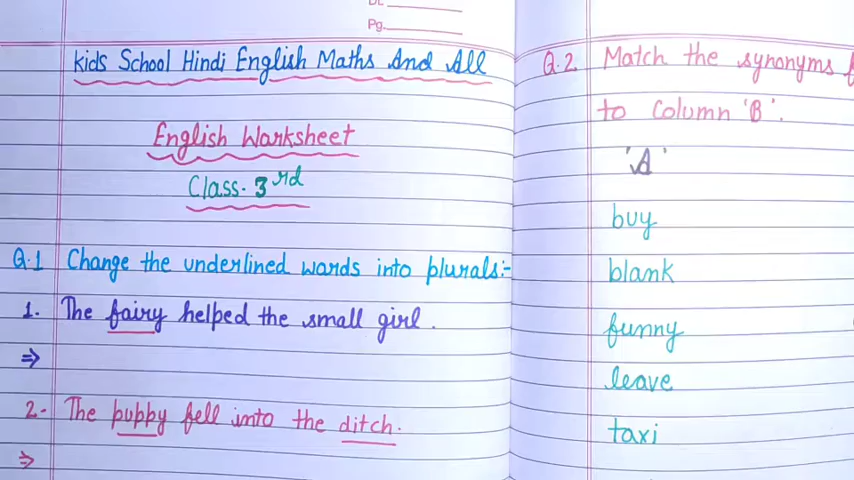 Pg.
Kids School Hindi English Maths And All
English Worksheet
Class. 3rd
Q.1 Change the underlined words into plurals:-
1. The fairy helped the small girl.
⇒
2- The puppy fell into the ditch.
⇒
Q.2 Match the synonyms
to Column 'B'.
'A'
buy
blank
funny
leave
taxi